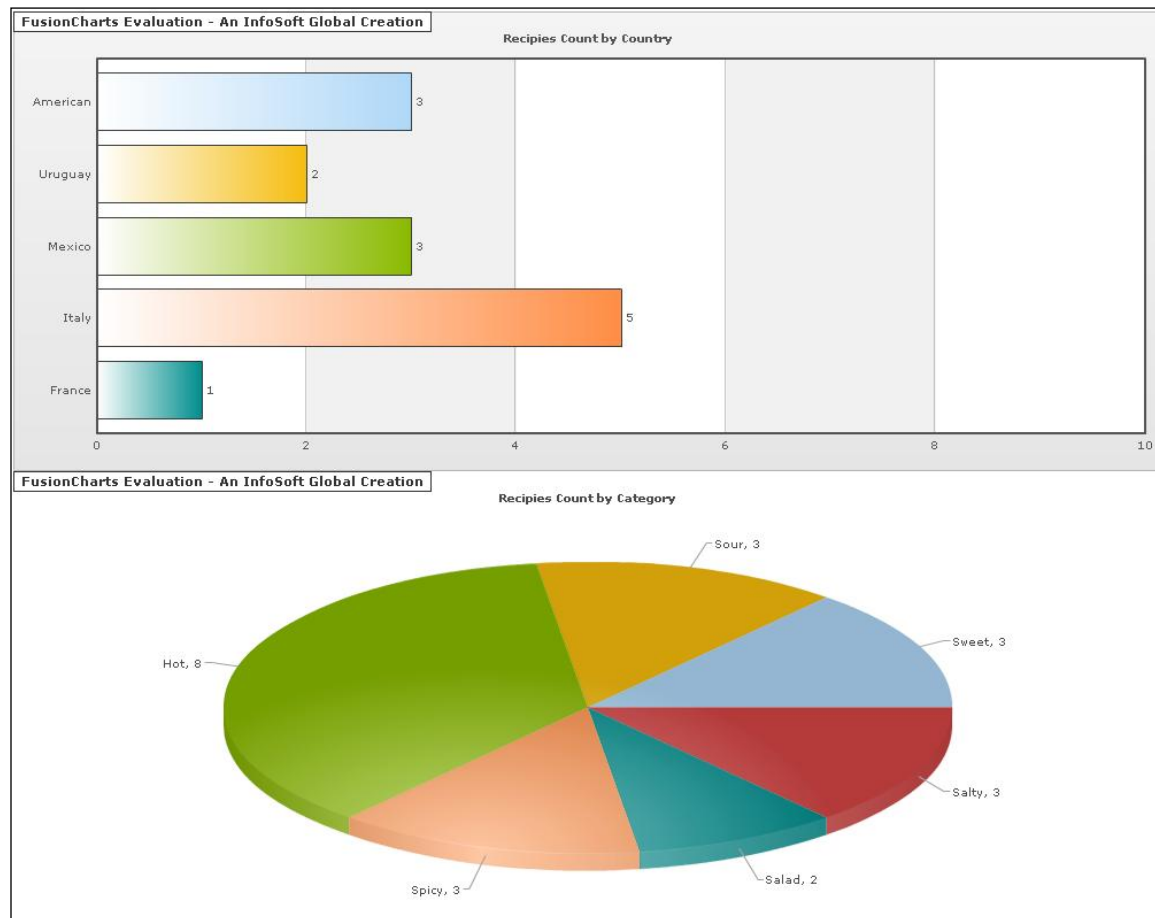 FusionCharts Evaluation - An InfoSoft Global Creation
Recipies Count by Country
American
3
Uruguay
2
Mexico
3
Italy
5
France
1
0 2 4 6 8 10
FusionCharts Evaluation - An InfoSoft Global Creation
Recipies Count by Category
Sour, 3
Sweet, 3
Hot, 8
Salty, 3
Salad, 2
Spicy, 3